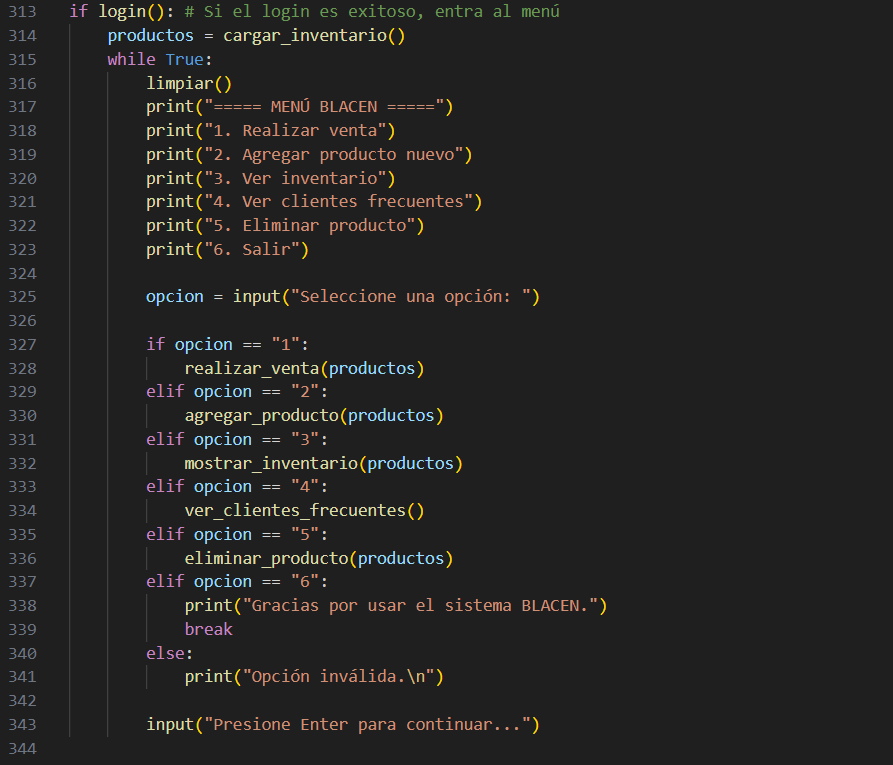 313 if login(): # Si el login es exitoso, entra al menú
314     productos = cargar_inventario()
315     while True:
316         limpiar()
317         print("===== MENÚ BLACEN =====")
318         print("1. Realizar venta")
319         print("2. Agregar producto nuevo")
320         print("3. Ver inventario")
321         print("4. Ver clientes frecuentes")
322         print("5. Eliminar producto")
323         print("6. Salir")
324
325         opcion = input("Seleccione una opción: ")
326
327         if opcion == "1":
328             realizar_venta(productos)
329         elif opcion == "2":
330             agregar_producto(productos)
331         elif opcion == "3":
332             mostrar_inventario(productos)
333         elif opcion == "4":
334             ver_clientes_frecuentes()
335         elif opcion == "5":
336             eliminar_producto(productos)
337         elif opcion == "6":
338             print("Gracias por usar el sistema BLACEN.")
339             break
340         else:
341             print("Opción inválida.\n")
342
343         input("Presione Enter para continuar...")
344